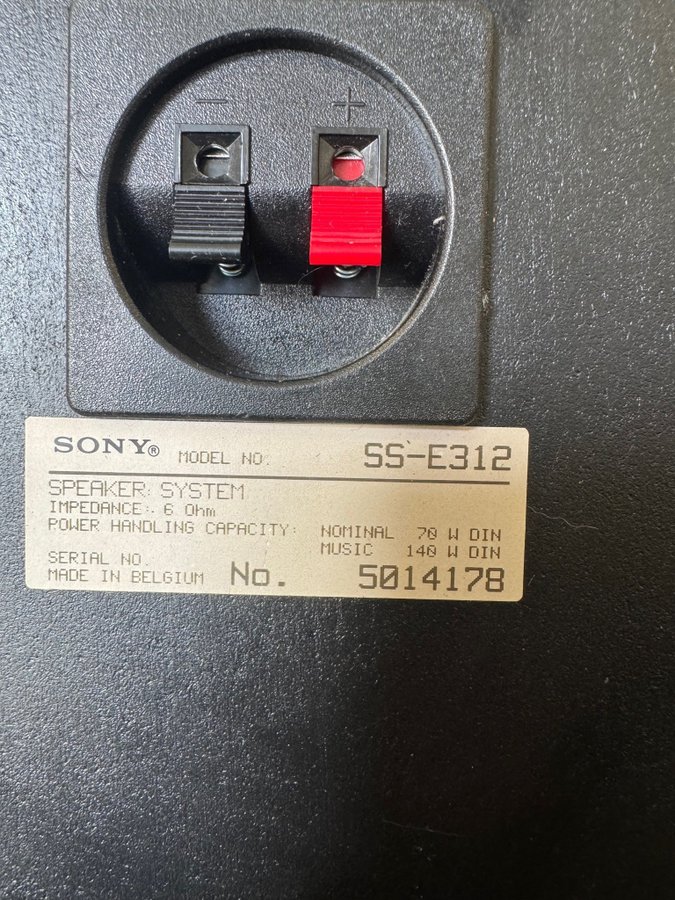 − +
SONY® MODEL NO. SS-E312
SPEAKER SYSTEM
IMPEDANCE: 6 Ohm
POWER HANDLING CAPACITY: NOMINAL 70 W DIN
MUSIC 140 W DIN
SERIAL NO.
MADE IN BELGIUM No. 5014178